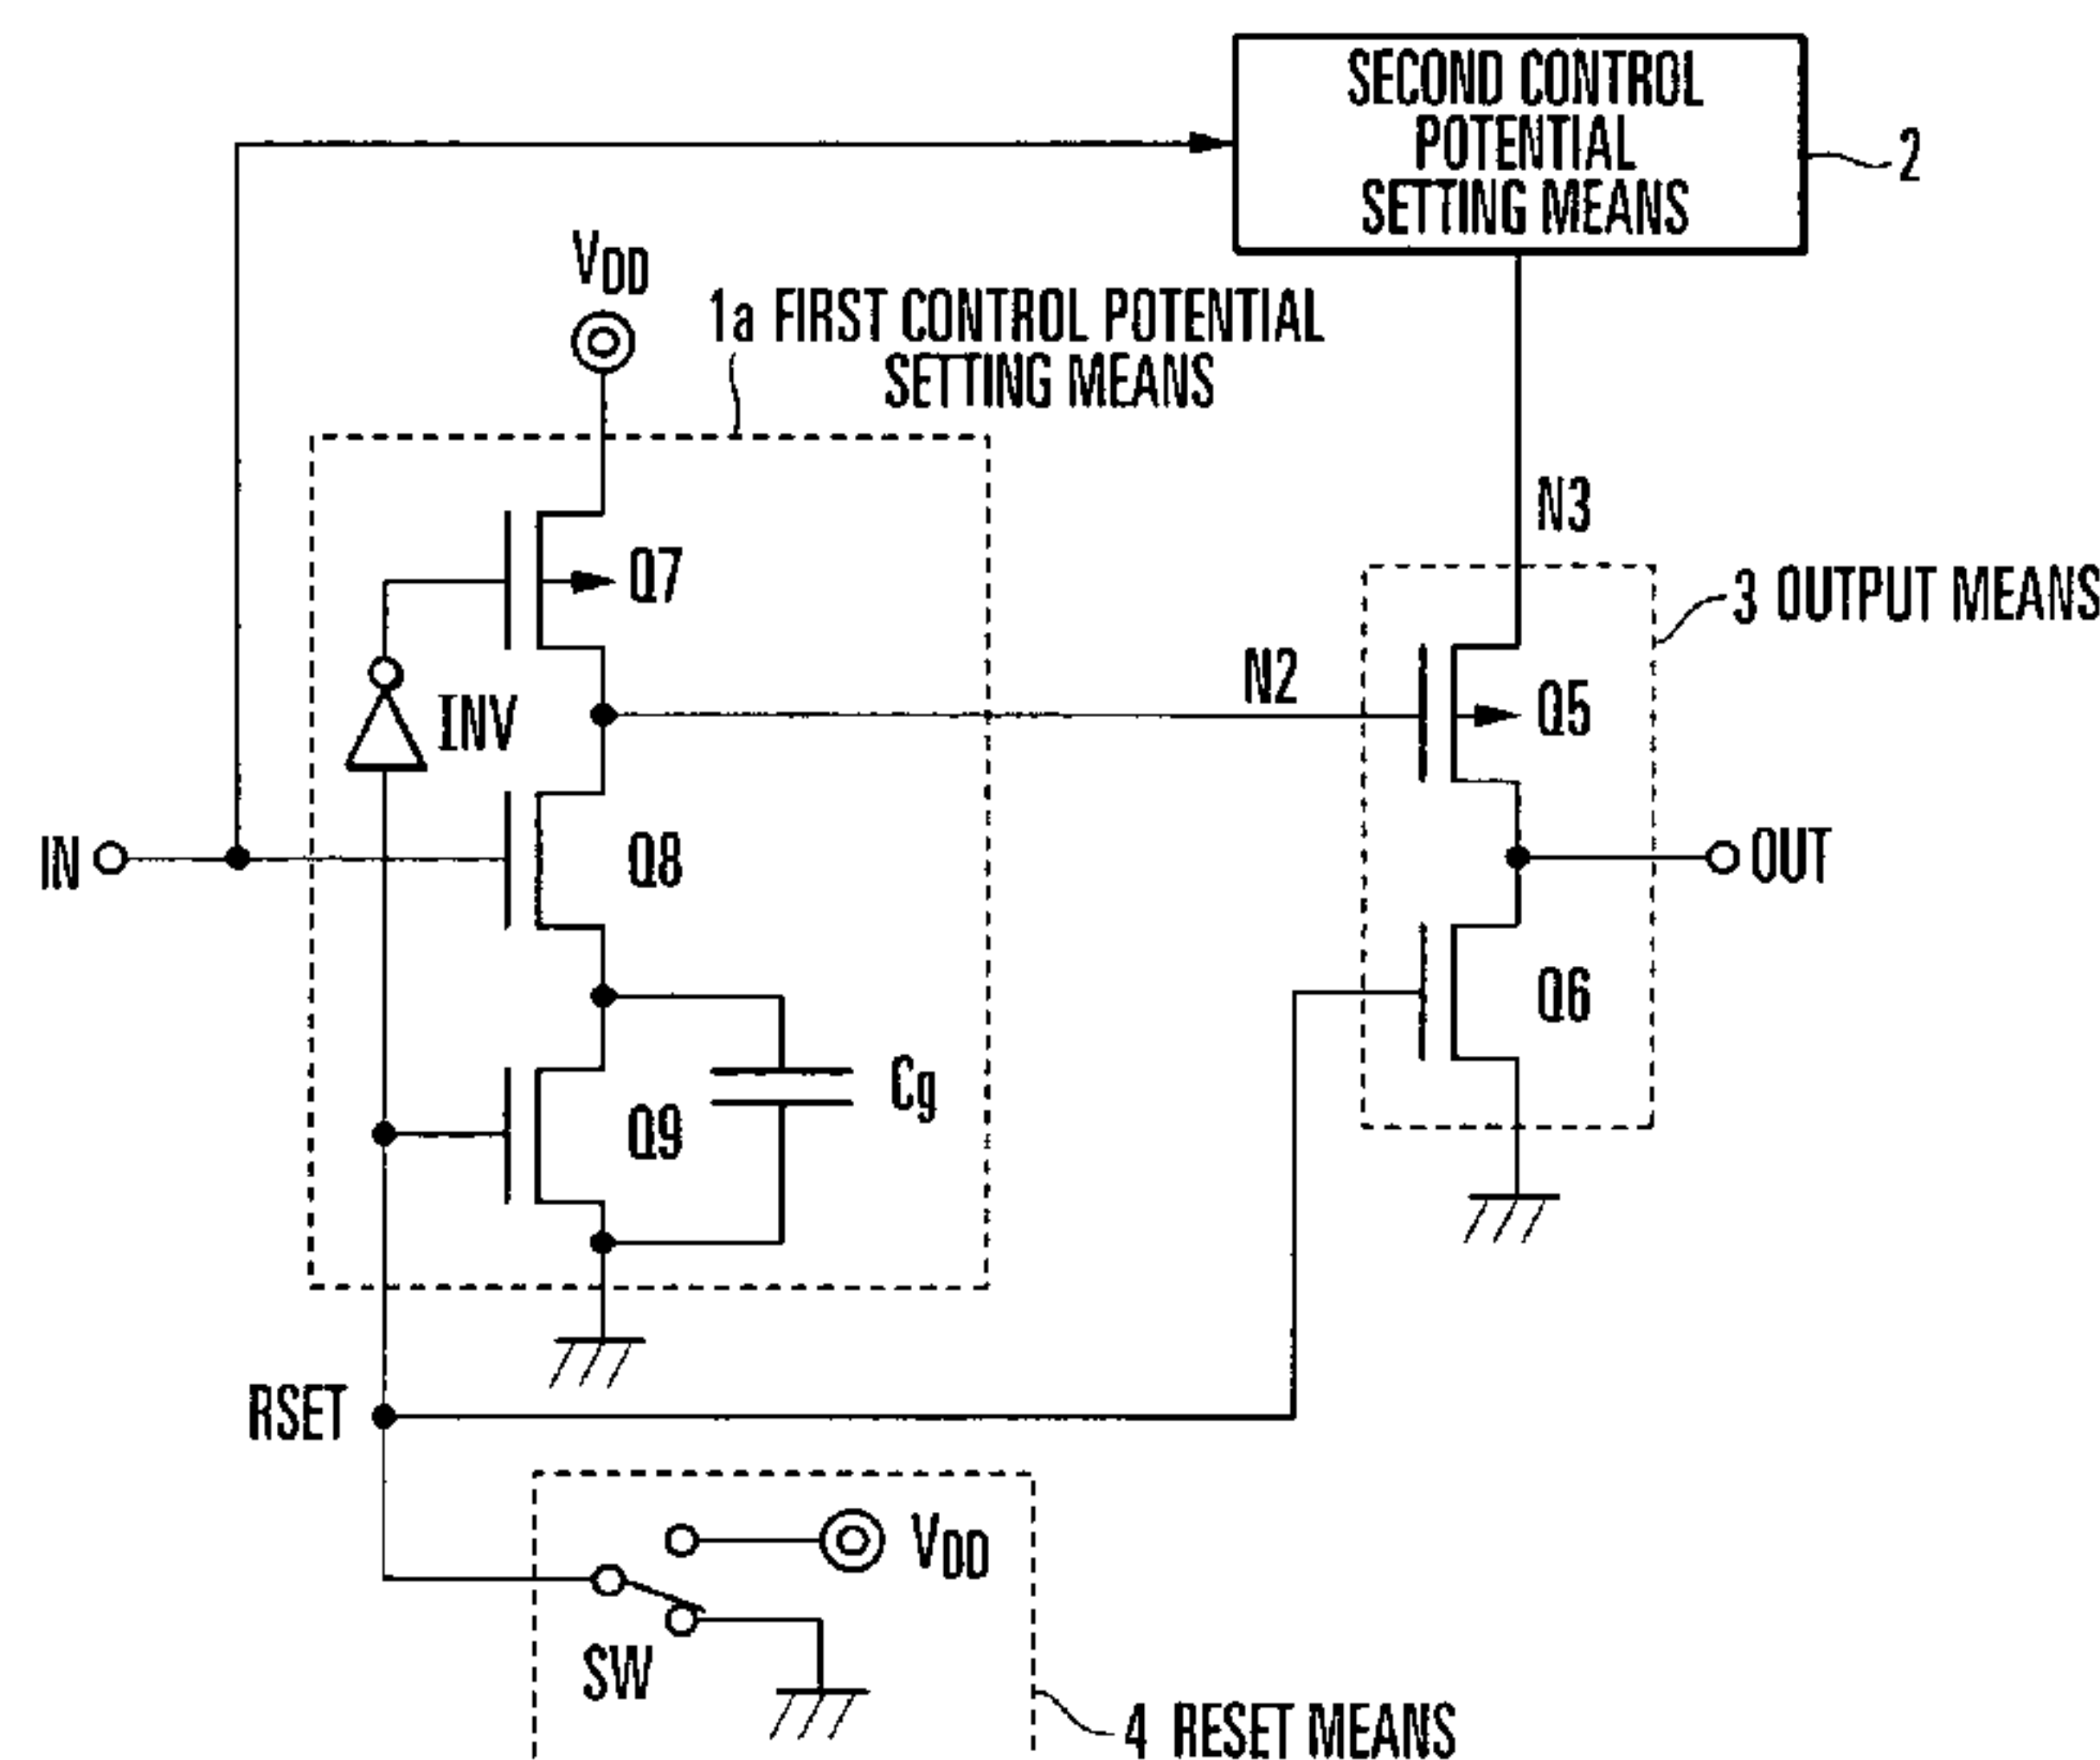 SECOND CONTROL
POTENTIAL
SETTING MEANS
2
VDD
1a FIRST CONTROL POTENTIAL
SETTING MEANS
N3
Q7
3 OUTPUT MEANS
N2
Q5
INV
IN
Q8
OUT
Q6
Cg
Q9
RSET
VDD
SW
4 RESET MEANS